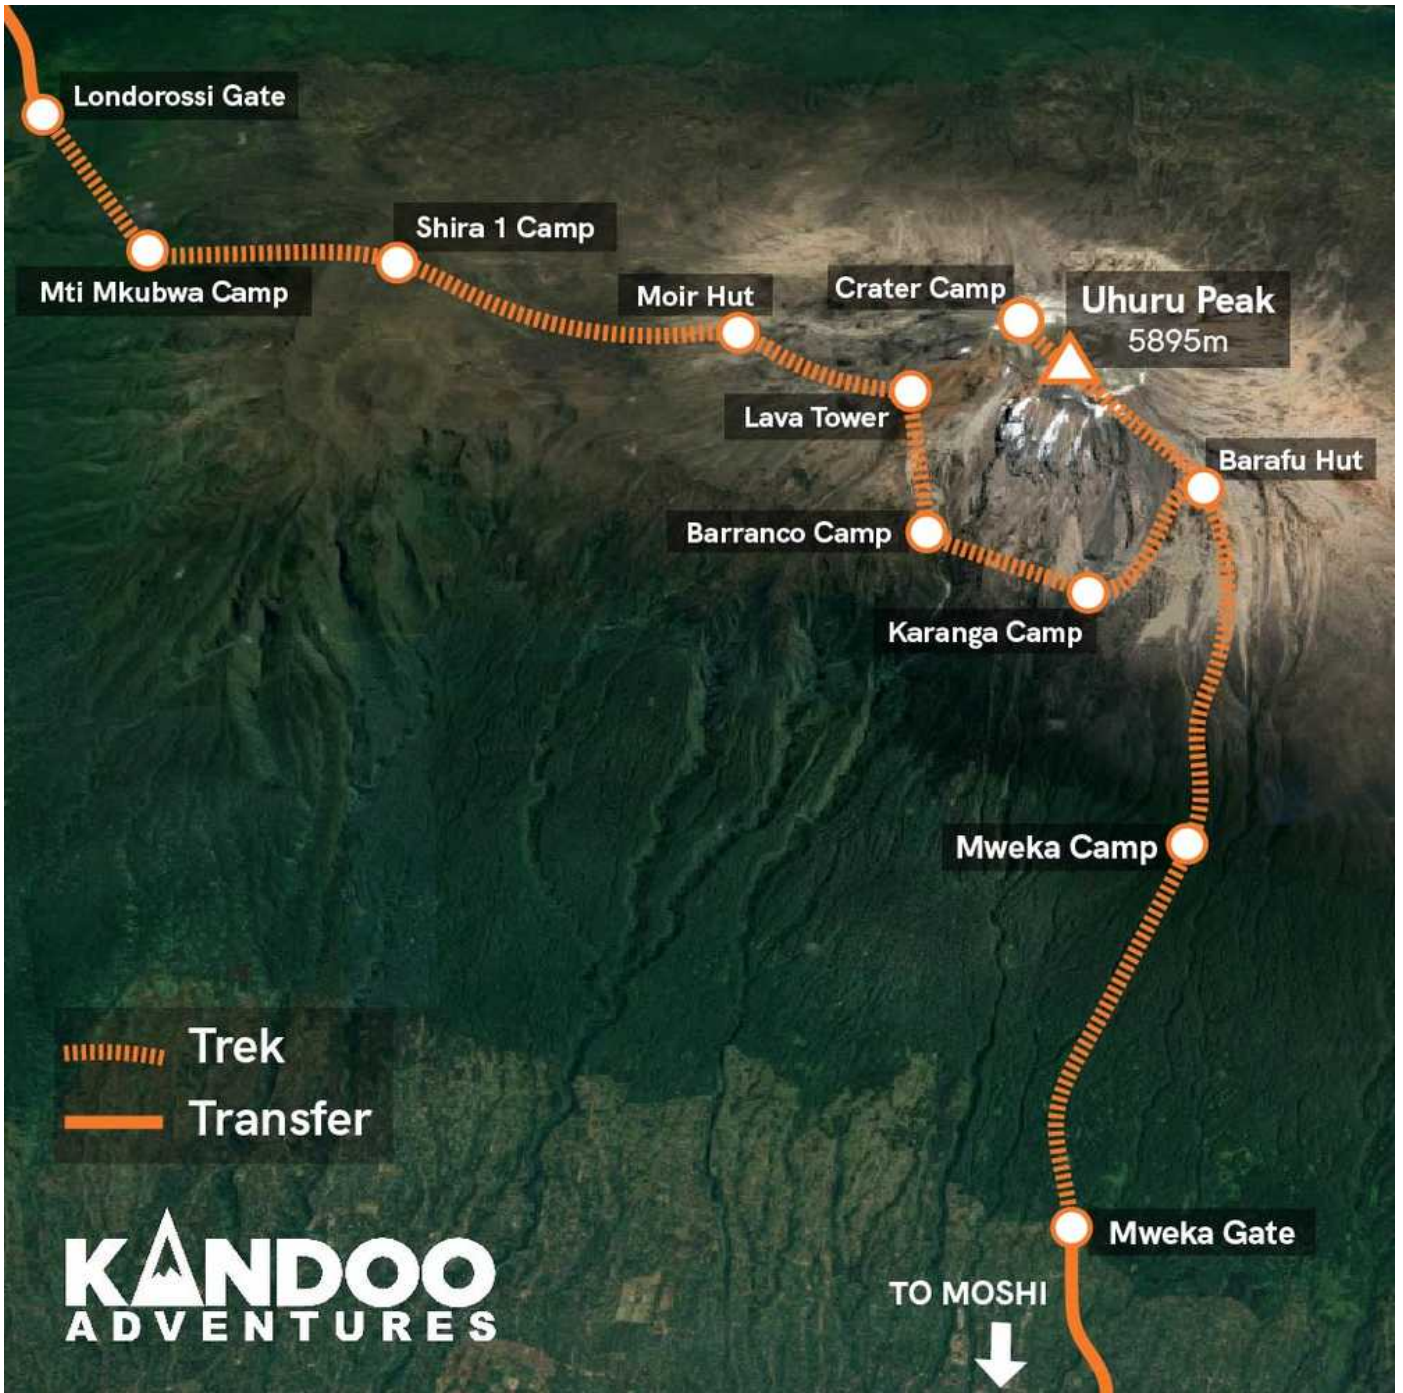 Londorossi Gate
Shira 1 Camp
Mti Mkubwa Camp
Moir Hut
Crater Camp
Uhuru Peak
5895m
Lava Tower
Barafu Hut
Barranco Camp
Karanga Camp
Mweka Camp
Trek
Transfer
Mweka Gate
KANDOO
ADVENTURES
TO MOSHI